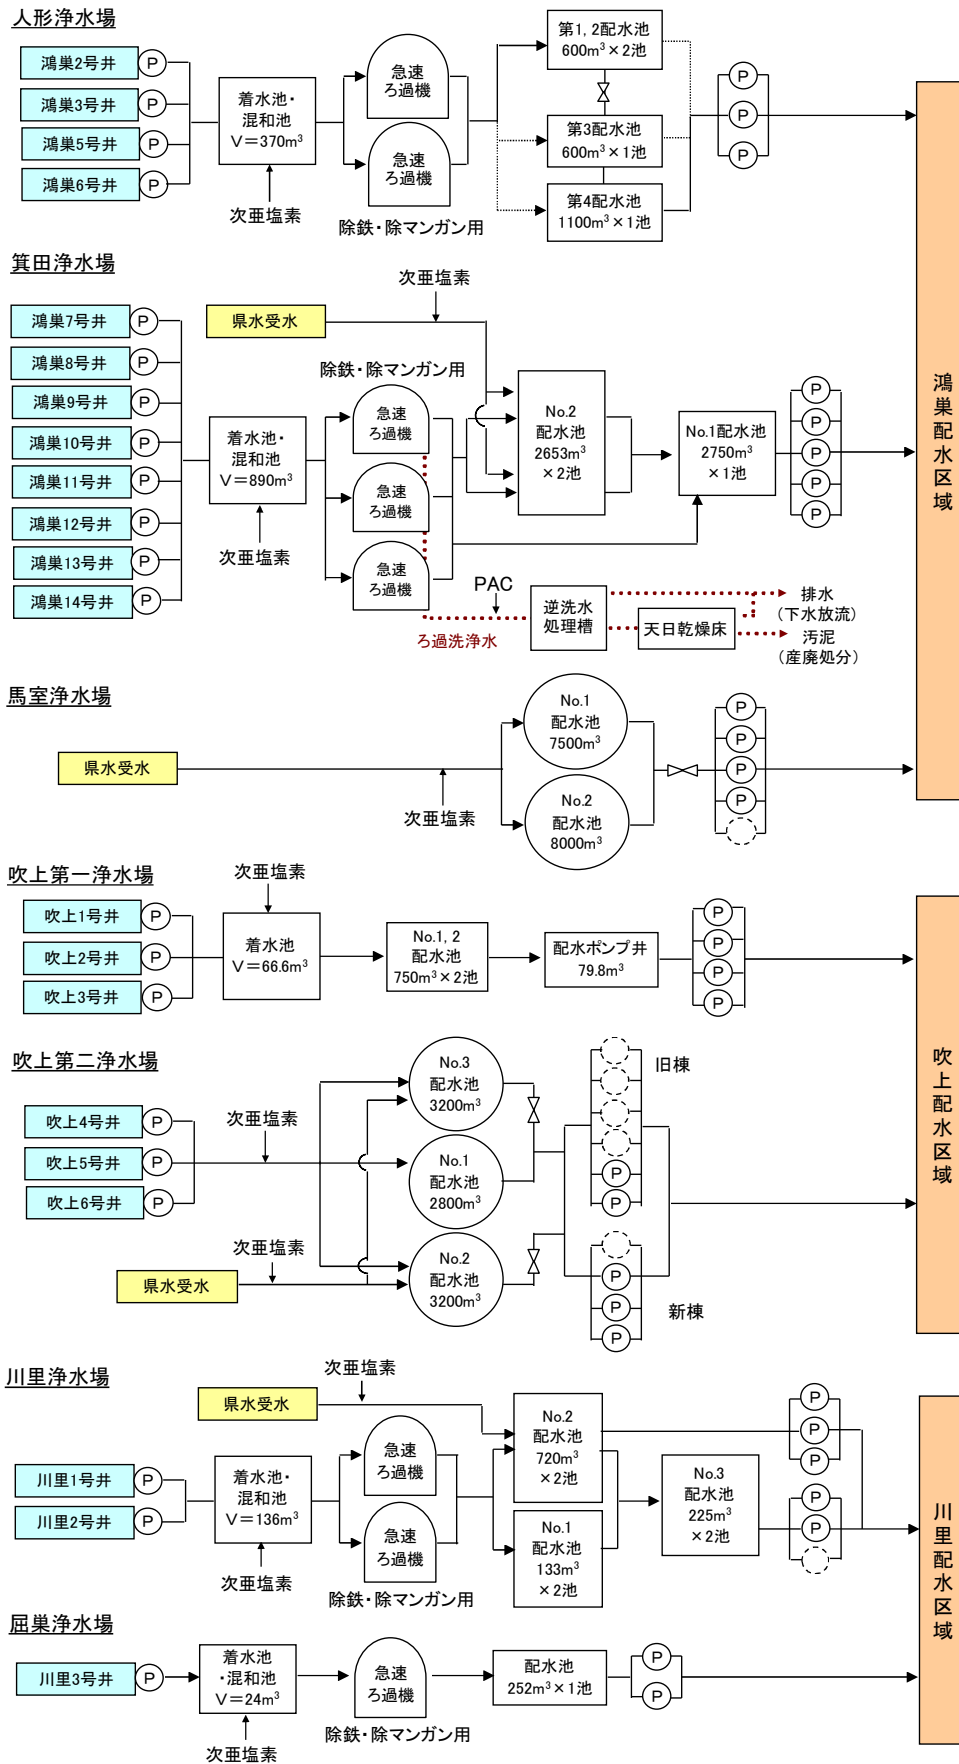 人形浄水場
鴻巣2号井
P
鴻巣3号井
P
鴻巣5号井
P
鴻巣6号井
P
着水池・
混和池
V＝370m³
次亜塩素
急速
ろ過機
急速
ろ過機
除鉄・除マンガン用
第1，2配水池
600m³×2池
第3配水池
600m³×1池
第4配水池
1100m³×1池
P
P
P
箕田浄水場
鴻巣7号井
P
鴻巣8号井
P
鴻巣9号井
P
鴻巣10号井
P
鴻巣11号井
P
鴻巣12号井
P
鴻巣13号井
P
鴻巣14号井
P
県水受水
次亜塩素
着水池・
混和池
V＝890m³
次亜塩素
除鉄・除マンガン用
急速
ろ過機
急速
ろ過機
急速
ろ過機
No.2
配水池
2653m³
×2池
No.1配水池
2750m³
×1池
P
P
P
P
P
PAC
ろ過洗浄水
逆洗水
処理槽
天日乾燥床
排水
(下水放流)
汚泥
(産廃処分)
鴻巣配水区域
馬室浄水場
県水受水
次亜塩素
No.1
配水池
7500m³
No.2
配水池
8000m³
P
P
P
P
吹上第一浄水場
吹上1号井
P
吹上2号井
P
吹上3号井
P
次亜塩素
着水池
V＝66.6m³
No.1，2
配水池
750m³×2池
配水ポンプ井
79.8m³
P
P
P
P
吹上第二浄水場
吹上4号井
P
吹上5号井
P
吹上6号井
P
次亜塩素
県水受水
次亜塩素
No.3
配水池
3200m³
No.1
配水池
2800m³
No.2
配水池
3200m³
旧棟
P
P
P
P
P
新棟
吹上配水区域
川里浄水場
県水受水
次亜塩素
川里1号井
P
川里2号井
P
着水池・
混和池
V＝136m³
次亜塩素
急速
ろ過機
急速
ろ過機
除鉄・除マンガン用
No.2
配水池
720m³
×2池
No.1
配水池
133m³
×2池
No.3
配水池
225m³
×2池
P
P
P
P
屈巣浄水場
川里3号井
P
着水池
・混和池
V＝24m³
次亜塩素
急速
ろ過機
除鉄・除マンガン用
配水池
252m³×1池
P
P
川里配水区域